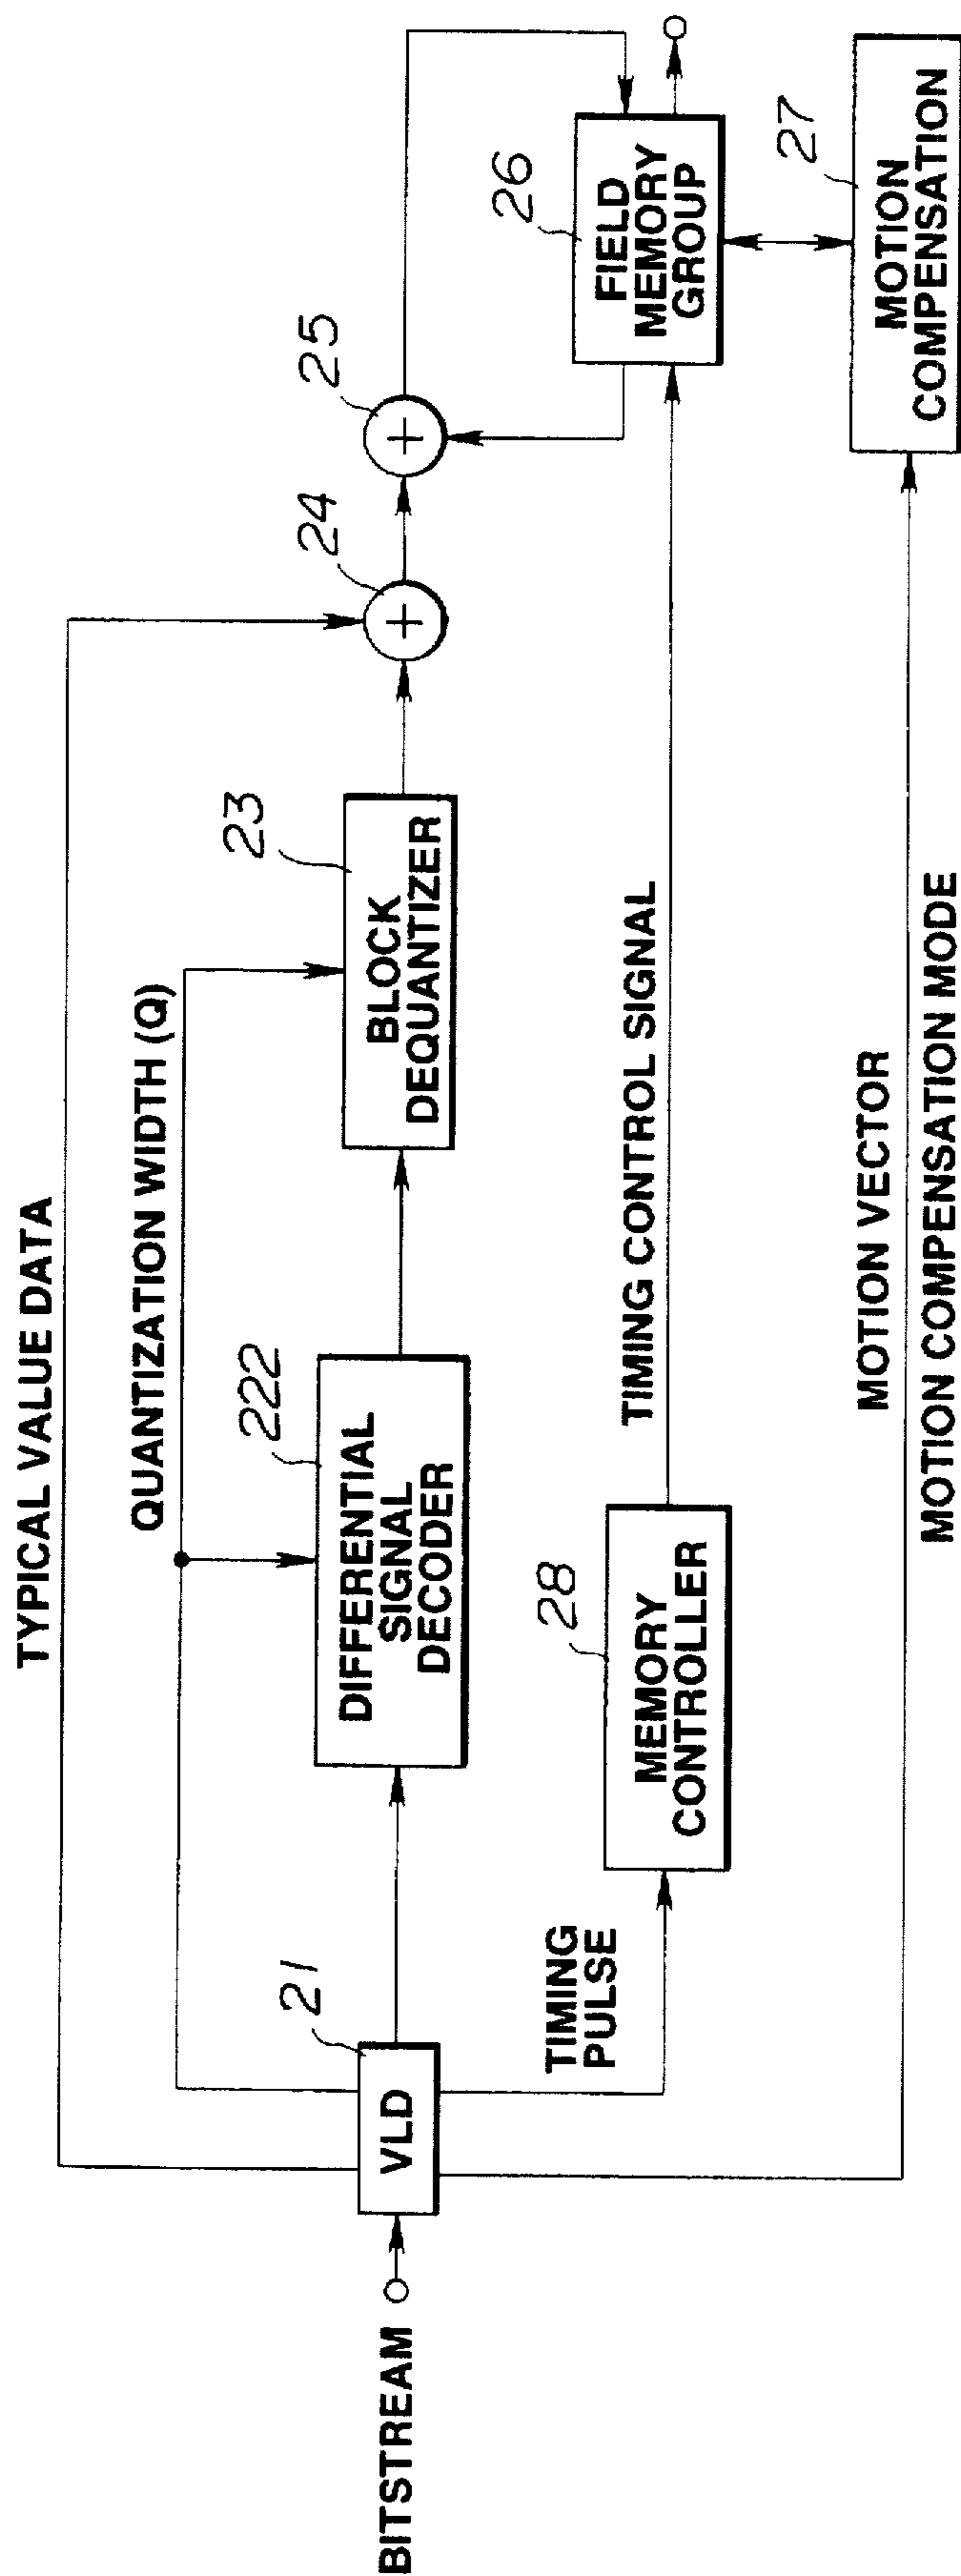 TYPICAL VALUE DATA
QUANTIZATION WIDTH (Q)
BITSTREAM
21
VLD
222
DIFFERENTIAL
SIGNAL
DECODER
23
BLOCK
DEQUANTIZER
24
+
25
+
TIMING
PULSE
28
MEMORY
CONTROLLER
TIMING CONTROL SIGNAL
26
FIELD
MEMORY
GROUP
MOTION VECTOR
MOTION COMPENSATION MODE
27
MOTION
COMPENSATION